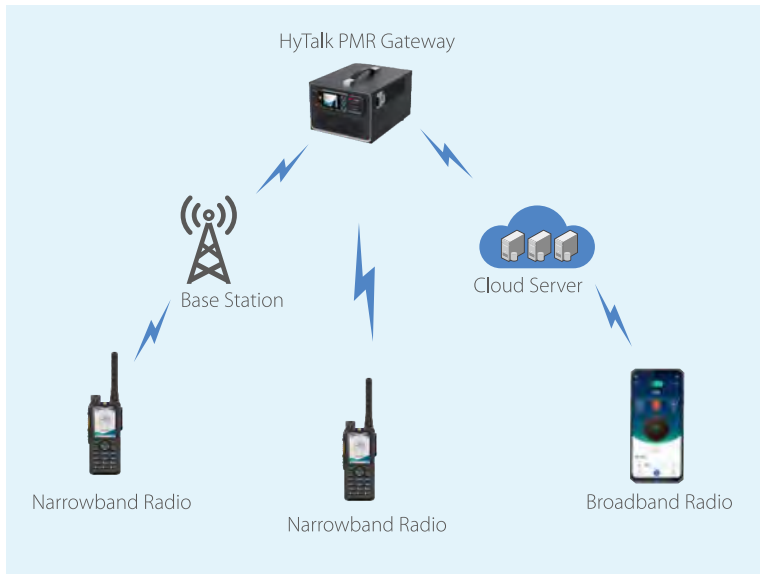 HyTalk PMR Gateway
Base Station
Cloud Server
Narrowband Radio
Narrowband Radio
Broadband Radio